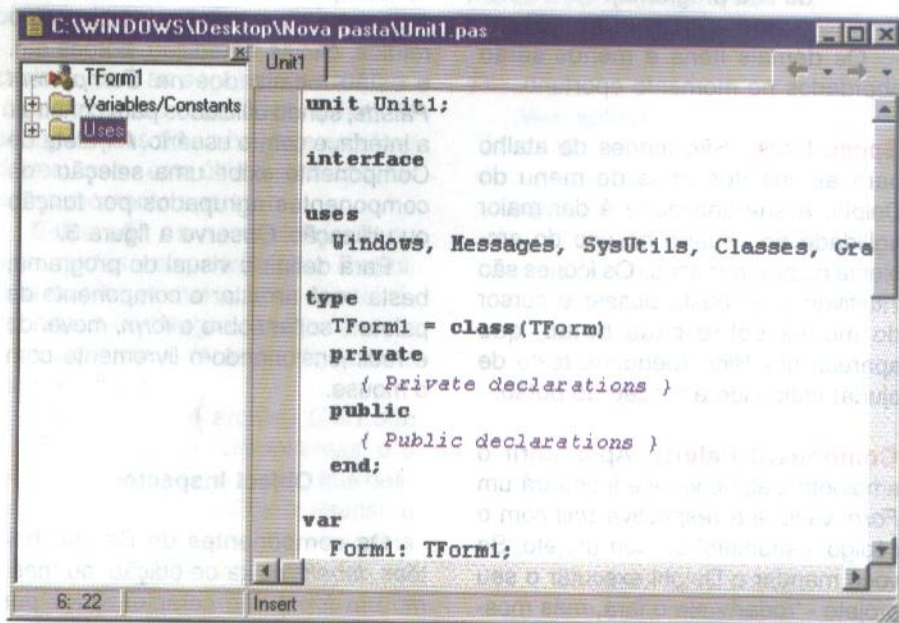 C:\WINDOWS\Desktop\Nova pasta\Unit1.pas
TForm1
Variables/Constants
Uses
Unit1
unit Unit1;
interface
uses
Windows, Messages, SysUtils, Classes, Gra
type
TForm1 = class(TForm)
private
{ Private declarations }
public
{ Public declarations }
end;
var
Form1: TForm1;
6: 22
Insert